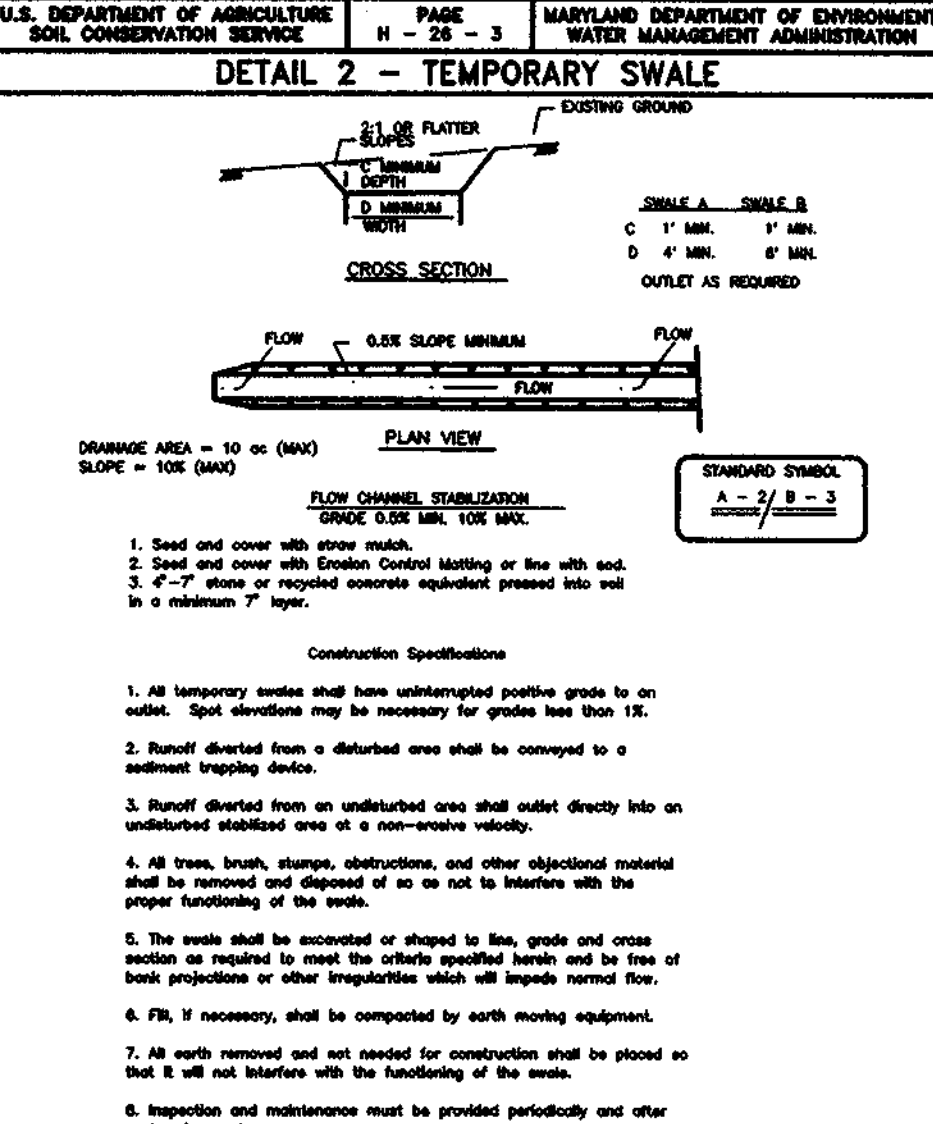 U.S. DEPARTMENT OF AGRICULTURE
SOIL CONSERVATION SERVICE
PAGE
H - 26 - 3
MARYLAND DEPARTMENT OF ENVIRONMENT
WATER MANAGEMENT ADMINISTRATION
DETAIL 2 - TEMPORARY SWALE
EXISTING GROUND
2:1 OR FLATTER
SLOPES
C MINIMUM
DEPTH
D MINIMUM
WIDTH
CROSS SECTION
SWALE A SWALE B
C 1' MIN. 1' MIN.
D 4' MIN. 6' MIN.
OUTLET AS REQUIRED
FLOW
0.5% SLOPE MINIMUM
FLOW
FLOW
PLAN VIEW
DRAINAGE AREA = 10 ac (MAX)
SLOPE = 10% (MAX)
STANDARD SYMBOL
A - 2 / B - 3
FLOW CHANNEL STABILIZATION
GRADE 0.5% MIN. 10% MAX.
1. Seed and cover with straw mulch.
2. Seed and cover with Erosion Control Matting or line with sod.
3. 4"-7" stone or recycled concrete equivalent pressed into soil
in a minimum 7" layer.
Construction Specifications
1. All temporary swales shall have uninterrupted positive grade to an
outlet. Spot elevations may be necessary for grades less than 1%.
2. Runoff diverted from a disturbed area shall be conveyed to a
sediment trapping device.
3. Runoff diverted from an undisturbed area shall outlet directly into an
undisturbed stabilized area at a non-erosive velocity.
4. All trees, brush, stumps, obstructions, and other objectional material
shall be removed and disposed of so as not to interfere with the
proper functioning of the swale.
5. The swale shall be excavated or shaped to line, grade and cross
section as required to meet the criteria specified herein and be free of
bank projections or other irregularities which will impede normal flow.
6. Fill, if necessary, shall be compacted by earth moving equipment.
7. All earth removed and not needed for construction shall be placed so
that it will not interfere with the functioning of the swale.
8. Inspection and maintenance must be provided periodically and after